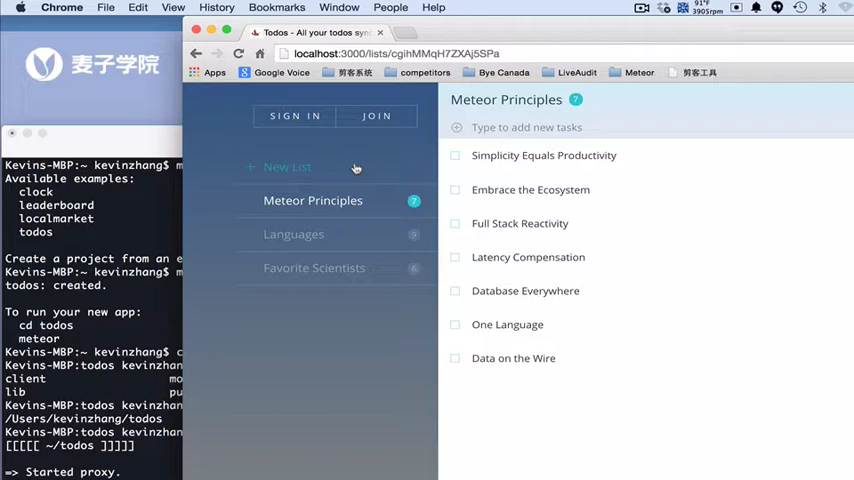 Chrome File Edit View History Bookmarks Window People Help
91°F
3905rpm
Todos - All your todos sync
localhost:3000/lists/cgihMMqH7ZXAj5SPa
Apps Google Voice 剪客系统 competitors Bye Canada LiveAudit Meteor 剪客工具
麦子学院
SIGN IN JOIN
+ New List
Meteor Principles 7
Languages 9
Favorite Scientists 6
Meteor Principles 7
Type to add new tasks
Simplicity Equals Productivity
Embrace the Ecosystem
Full Stack Reactivity
Latency Compensation
Database Everywhere
One Language
Data on the Wire
Kevins-MBP:~ kevinzhang$ m
Available examples:
clock
leaderboard
localmarket
todos
Create a project from an e
Kevins-MBP:~ kevinzhang$ m
todos: created.
To run your new app:
cd todos
meteor
Kevins-MBP:~ kevinzhang$ c
Kevins-MBP:todos kevinzhan
client mo
lib pu
Kevins-MBP:todos kevinzhan
/Users/kevinzhang/todos
Kevins-MBP:todos kevinzhan
[[[[[ ~/todos ]]]]]
=> Started proxy.